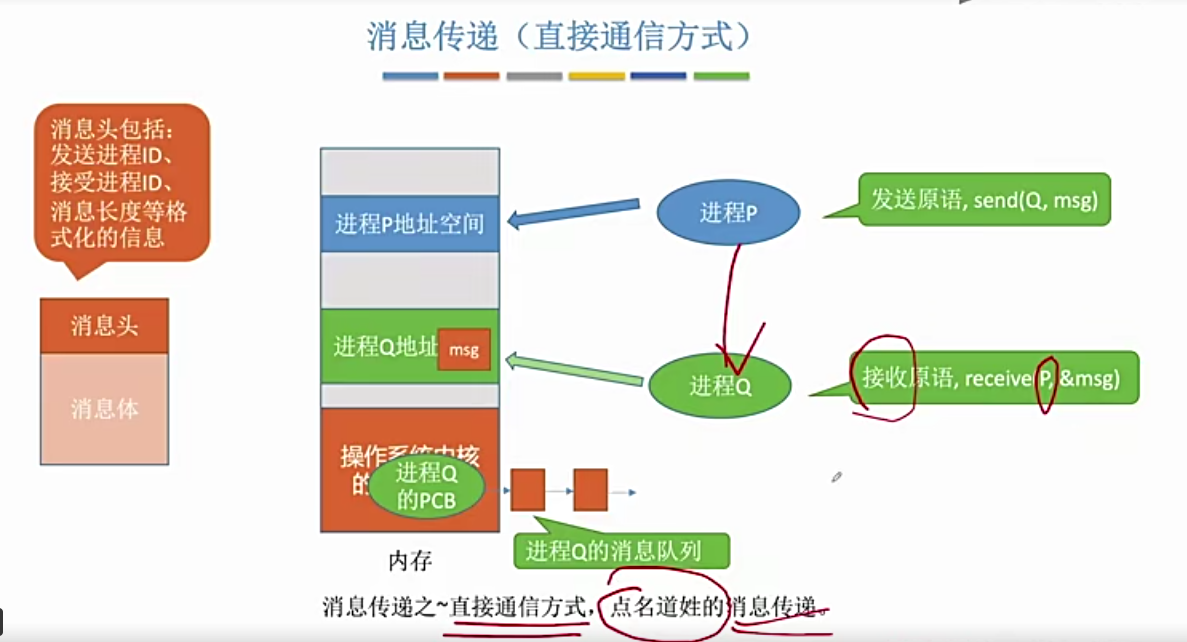 消息传递（直接通信方式）
消息头包括：
发送进程ID、
接受进程ID、
消息长度等格
式化的信息
消息头
消息体
进程P地址空间
进程Q地址
msg
操作系统内核
的
进程Q
的PCB
内存
进程P
发送原语, send(Q, msg)
进程Q
接收原语, receive(P, &msg)
进程Q的消息队列
消息传递之~直接通信方式，点名道姓的消息传递。